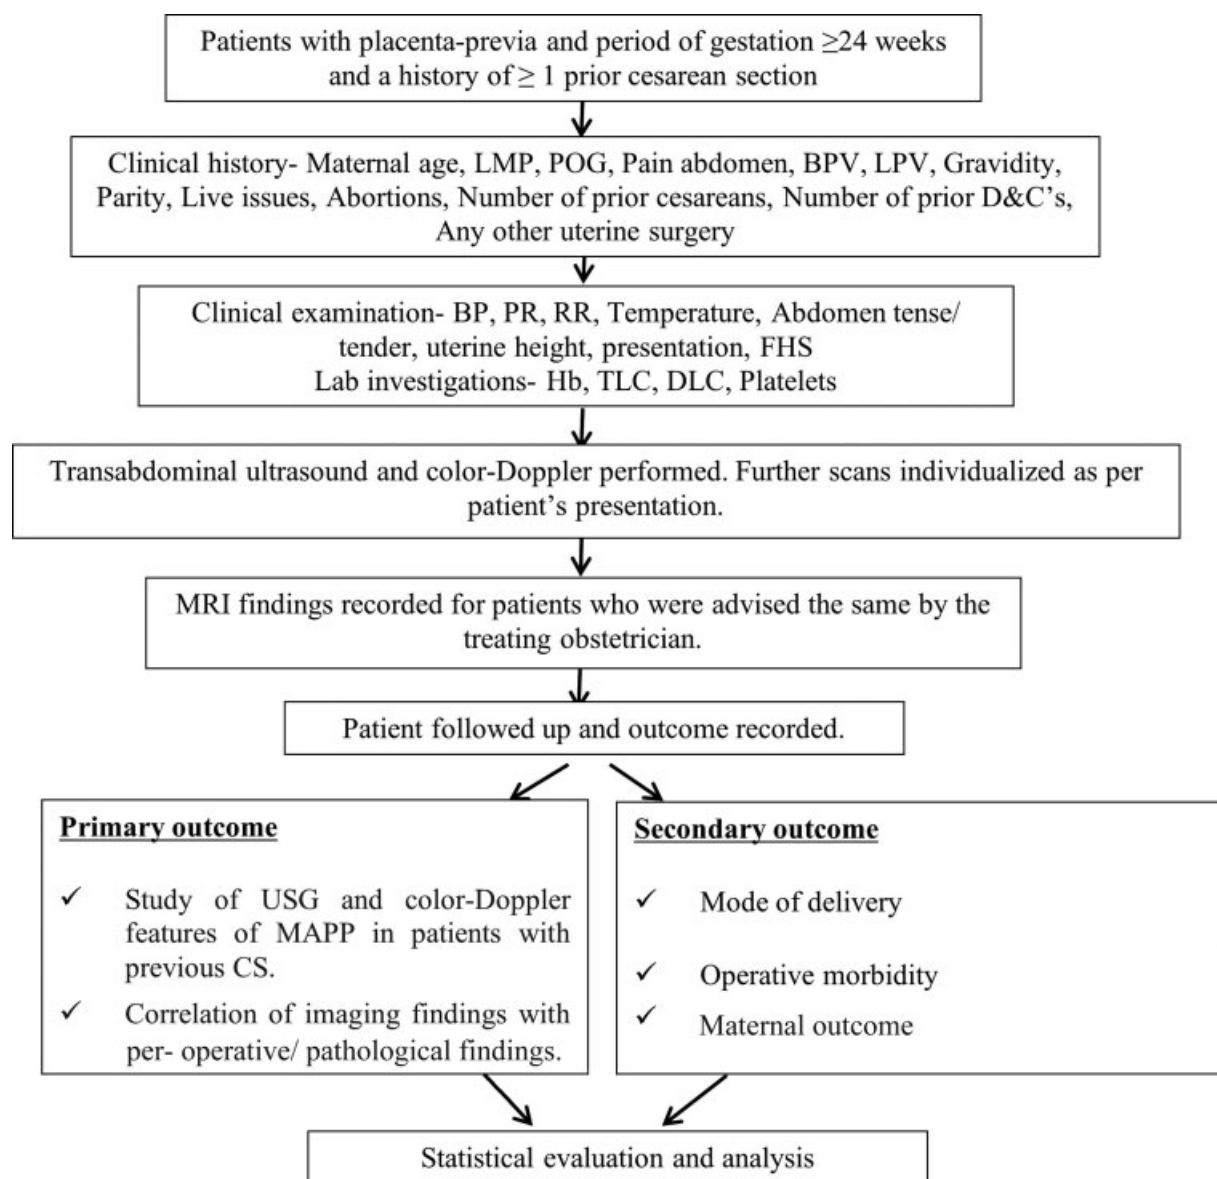 Patients with placenta-previa and period of gestation ≥24 weeks
and a history of ≥ 1 prior cesarean section
Clinical history- Maternal age, LMP, POG, Pain abdomen, BPV, LPV, Gravidity,
Parity, Live issues, Abortions, Number of prior cesareans, Number of prior D&C's,
Any other uterine surgery
Clinical examination- BP, PR, RR, Temperature, Abdomen tense/
tender, uterine height, presentation, FHS
Lab investigations- Hb, TLC, DLC, Platelets
Transabdominal ultrasound and color-Doppler performed. Further scans individualized as per
patient's presentation.
MRI findings recorded for patients who were advised the same by the
treating obstetrician.
Patient followed up and outcome recorded.
Primary outcome
✓ Study of USG and color-Doppler
features of MAPP in patients with
previous CS.
✓ Correlation of imaging findings with
per- operative/ pathological findings.
Secondary outcome
✓ Mode of delivery
✓ Operative morbidity
✓ Maternal outcome
Statistical evaluation and analysis